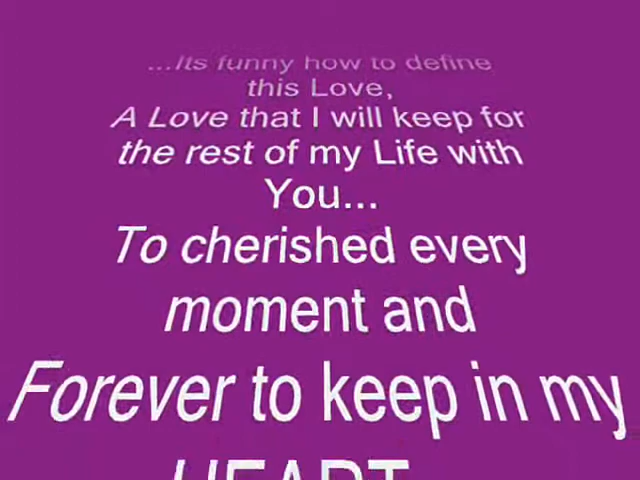 ...Its funny how to define
this Love,
A Love that I will keep for
the rest of my Life with
You...
To cherished every
moment and
Forever to keep in my
HEART